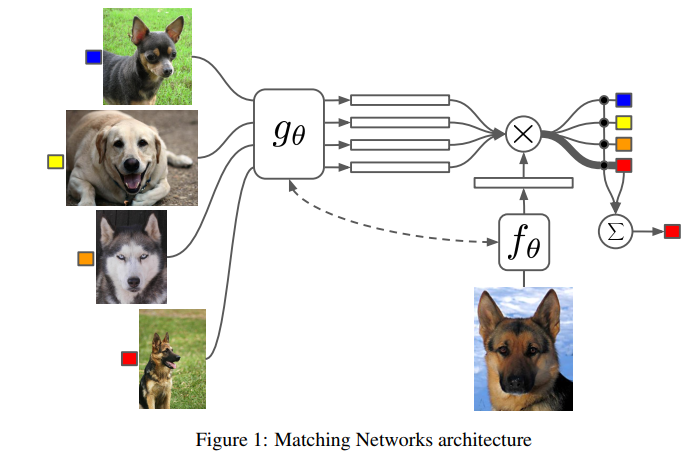 gθ
×
fθ
Σ
Figure 1: Matching Networks architecture